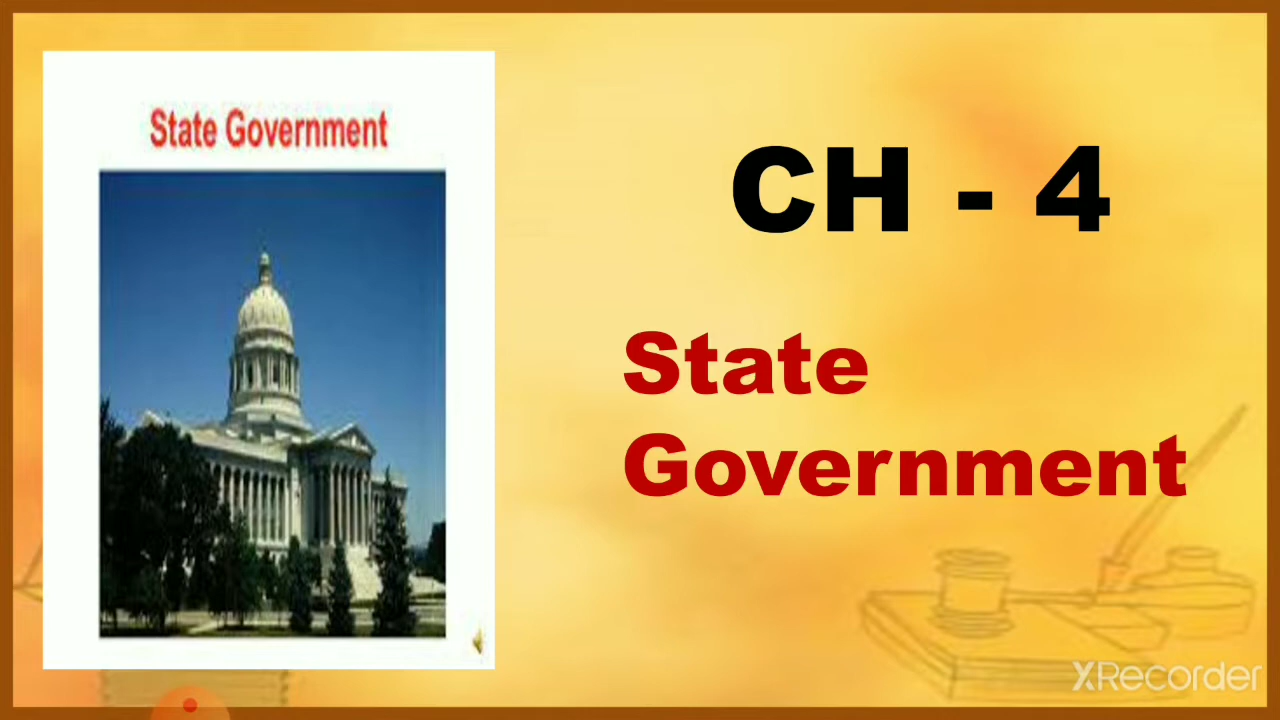 State Government
CH - 4
State
Government
XRecorder